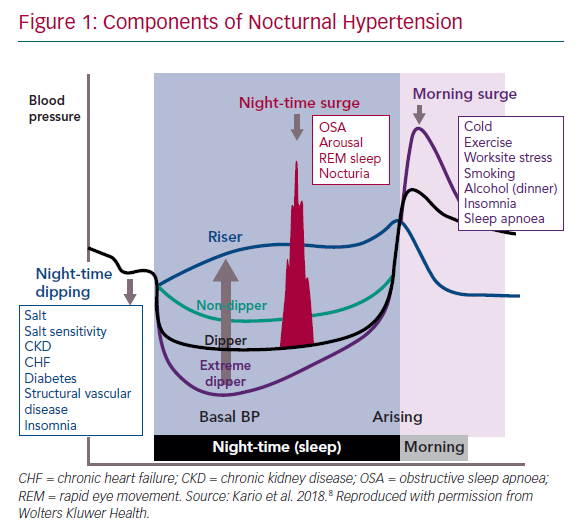 Figure 1: Components of Nocturnal Hypertension
Blood
pressure
Night-time surge
OSA
Arousal
REM sleep
Nocturia
Morning surge
Cold
Exercise
Worksite stress
Smoking
Alcohol (dinner)
Insomnia
Sleep apnoea
Riser
Night-time
dipping
Salt
Salt sensitivity
CKD
CHF
Diabetes
Structural vascular
disease
Insomnia
Non-dipper
Dipper
Extreme
dipper
Basal BP
Arising
Night-time (sleep)
Morning
CHF = chronic heart failure; CKD = chronic kidney disease; OSA = obstructive sleep apnoea;
REM = rapid eye movement. Source: Kario et al. 2018.⁸ Reproduced with permission from
Wolters Kluwer Health.